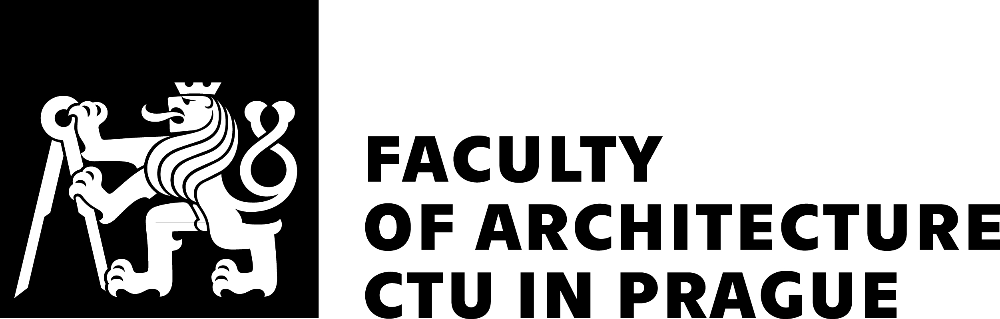 FACULTY
OF ARCHITECTURE
CTU IN PRAGUE